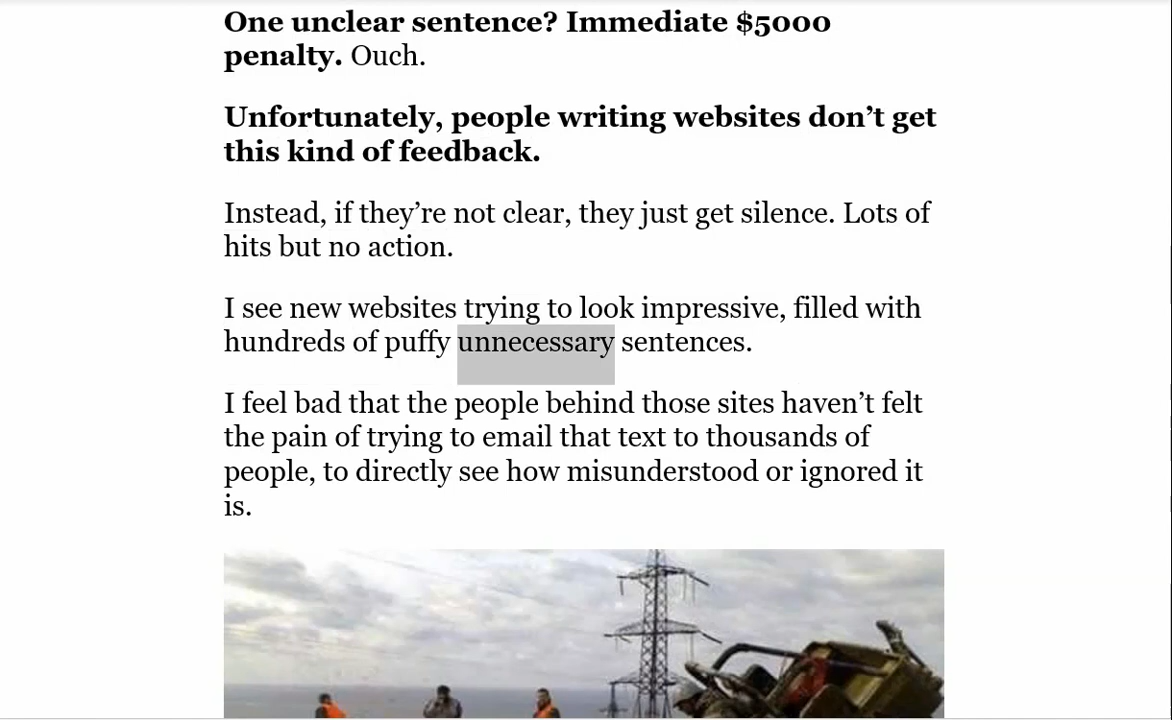 One unclear sentence? Immediate $5000
penalty. Ouch.
Unfortunately, people writing websites don’t get
this kind of feedback.
Instead, if they’re not clear, they just get silence. Lots of
hits but no action.
I see new websites trying to look impressive, filled with
hundreds of puffy unnecessary sentences.
I feel bad that the people behind those sites haven’t felt
the pain of trying to email that text to thousands of
people, to directly see how misunderstood or ignored it
is.